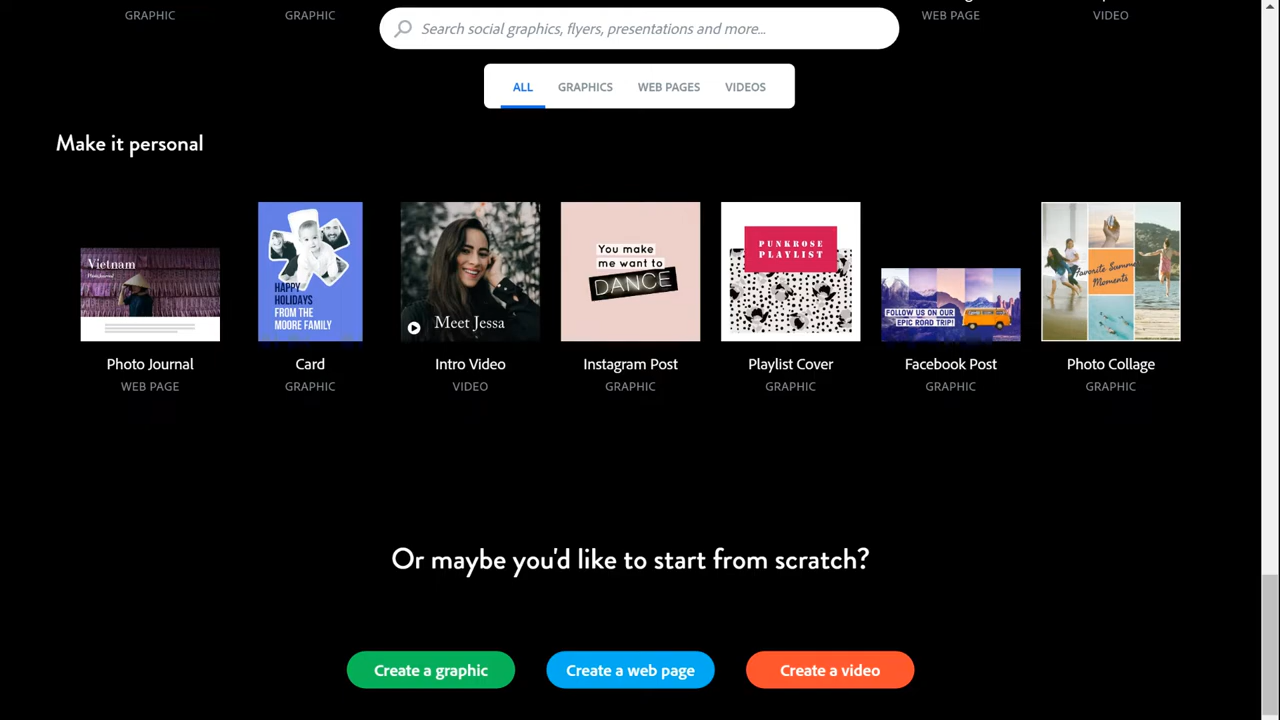 GRAPHIC
GRAPHIC
WEB PAGE
VIDEO
Search social graphics, flyers, presentations and more...
ALL
GRAPHICS
WEB PAGES
VIDEOS
Make it personal
Vietnam
Photo Journal
HAPPY
HOLIDAYS
FROM THE
MOORE FAMILY
Meet Jessa
You make
me want to
DANCE
PUNKROSE
PLAYLIST
FOLLOW US ON OUR
EPIC ROAD TRIP!
Favorite Summer
Moments
Photo Journal
Card
Intro Video
Instagram Post
Playlist Cover
Facebook Post
Photo Collage
WEB PAGE
GRAPHIC
VIDEO
GRAPHIC
GRAPHIC
GRAPHIC
GRAPHIC
Or maybe you'd like to start from scratch?
Create a graphic
Create a web page
Create a video